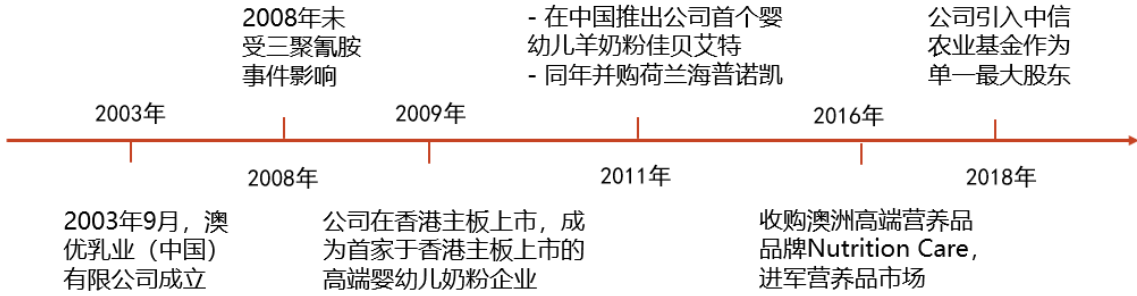 2008年未
受三聚氰胺
事件影响
- 在中国推出公司首个婴
幼儿羊奶粉佳贝艾特
- 同年并购荷兰海普诺凯
公司引入中信
农业基金作为
单一最大股东
2003年
2009年
2016年
2008年
2011年
2018年
2003年9月，澳
优乳业（中国）
有限公司成立
公司在香港主板上市，成
为首家于香港主板上市的
高端婴幼儿奶粉企业
收购澳洲高端营养品
品牌Nutrition Care，
进军营养品市场